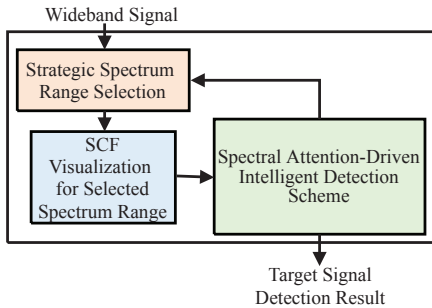 Wideband Signal
Strategic Spectrum
Range Selection
SCF
Visualization
for Selected
Spectrum Range
Spectral Attention-Driven
Intelligent Detection
Scheme
Target Signal
Detection Result